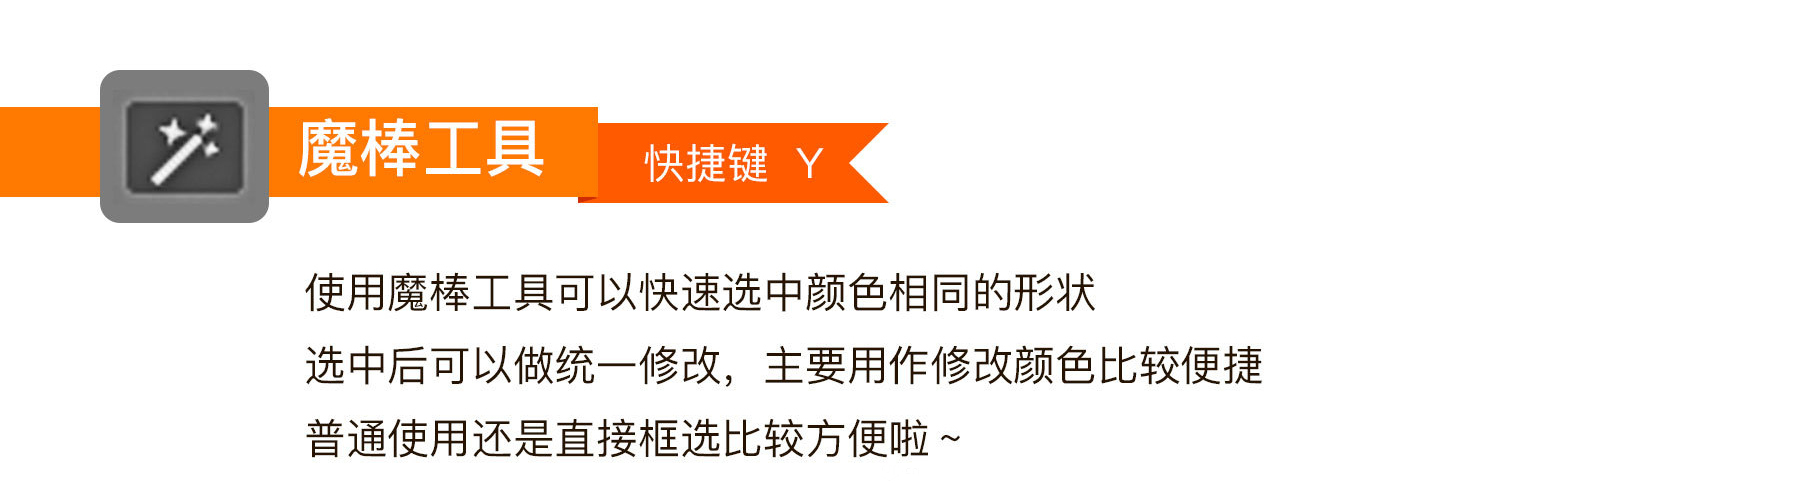 魔棒工具
快捷键 Y
使用魔棒工具可以快速选中颜色相同的形状
选中后可以做统一修改，主要用作修改颜色比较便捷
普通使用还是直接框选比较方便啦~